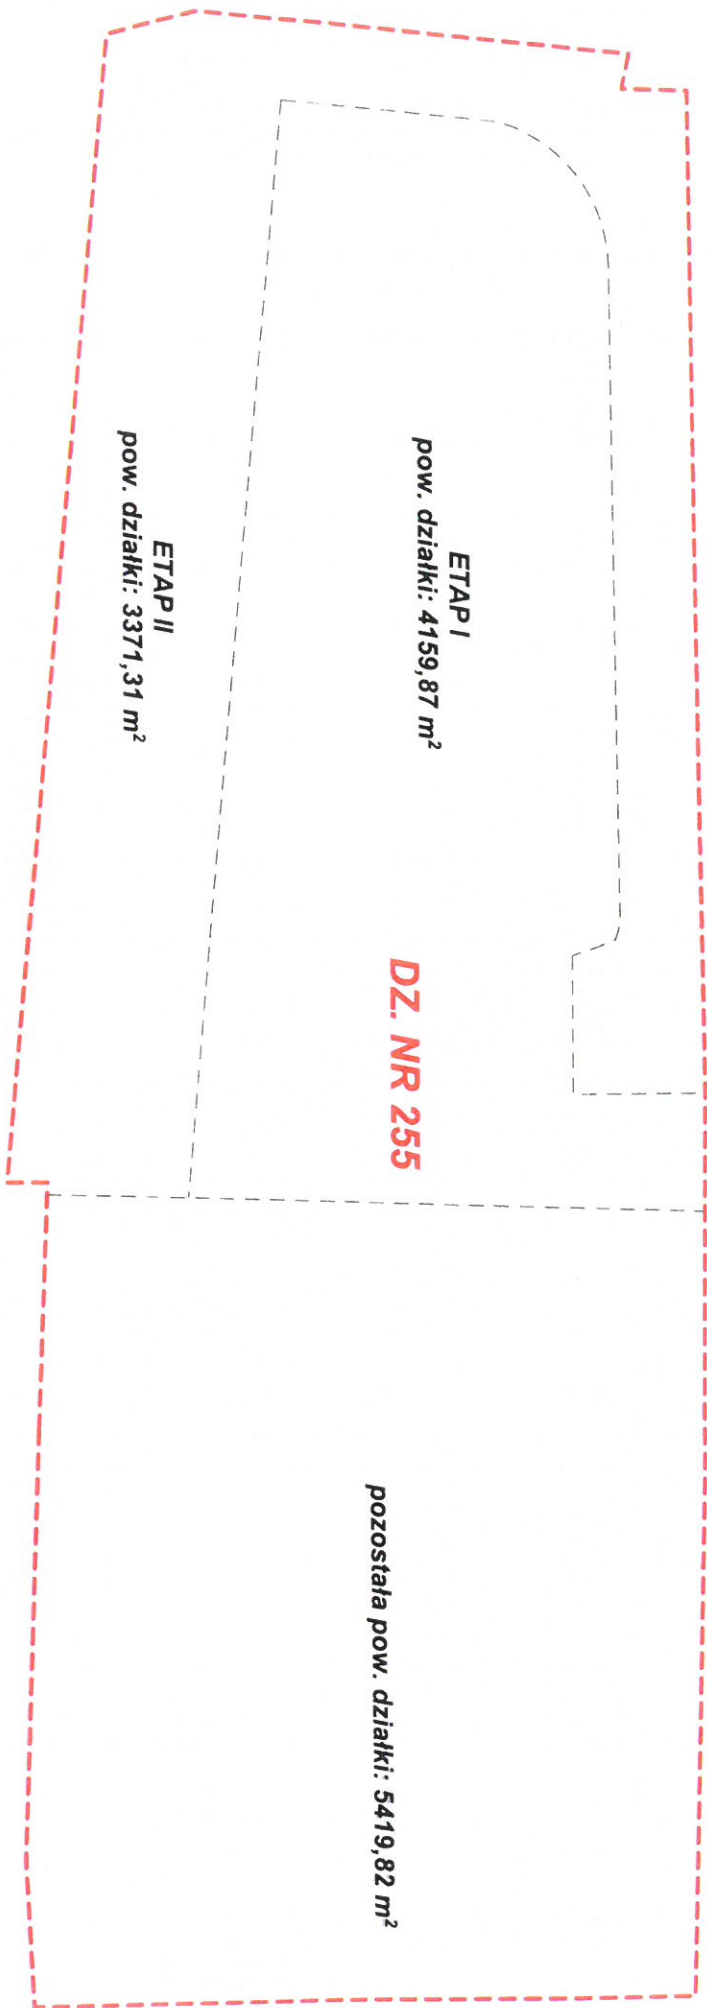 ETAP I
pow. działki: 4159,87 m²
ETAP II
pow. działki: 3371,31 m²
DZ. NR 255
pozostała pow. działki: 5419,82 m²